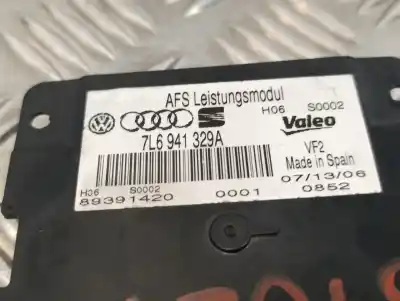 AFS Leistungsmodul
H06 S0002
7L6 941 329A
Valeo
VF2
Made in Spain
H06 S0002
07/13/06
89391420 0001 0852